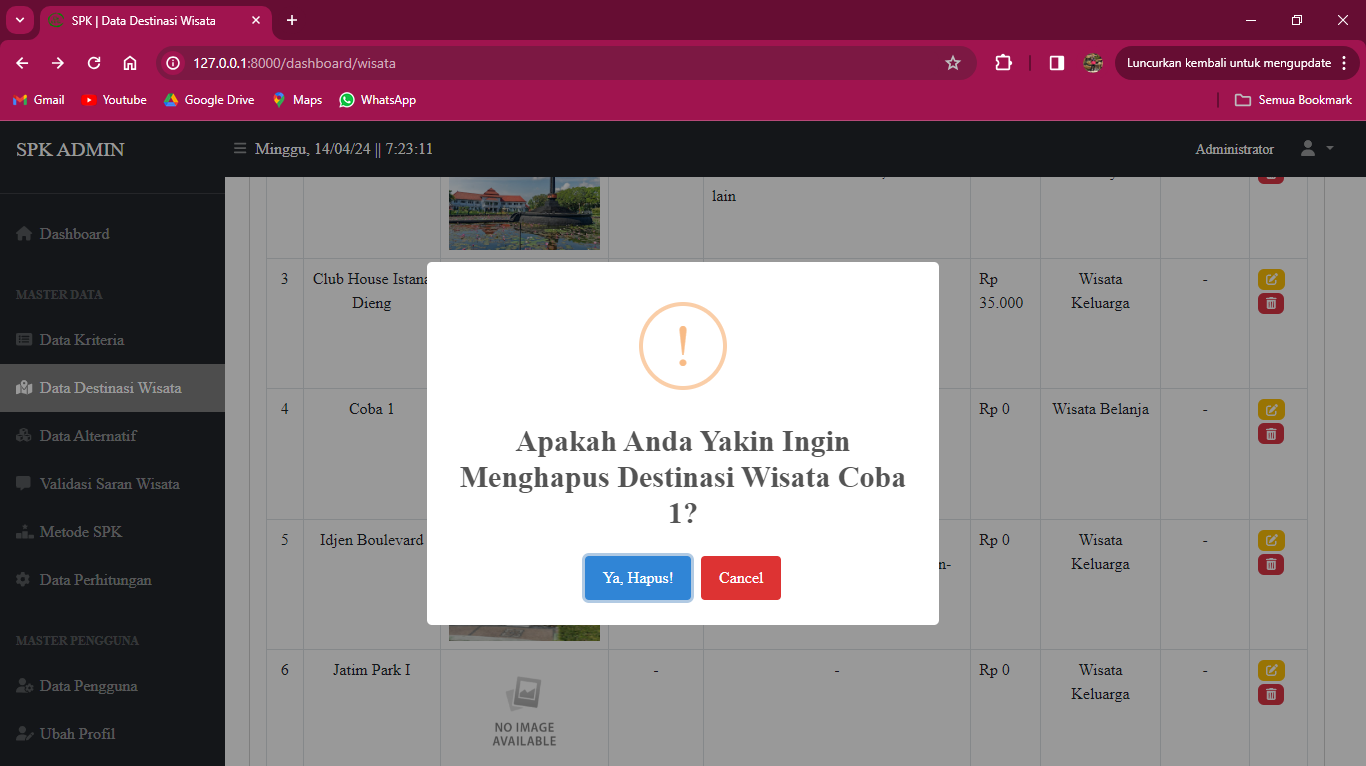 SPK | Data Destinasi Wisata
127.0.0.1:8000/dashboard/wisata
Luncurkan kembali untuk mengupdate
Gmail
Youtube
Google Drive
Maps
WhatsApp
Semua Bookmark
SPK ADMIN
Minggu, 14/04/24 || 7:23:11
Administrator
Dashboard
MASTER DATA
Data Kriteria
Data Destinasi Wisata
Data Alternatif
Validasi Saran Wisata
Metode SPK
Data Perhitungan
MASTER PENGGUNA
Data Pengguna
Ubah Profil
lain
3 Club House Istana Rp Wisata -
Dieng 35.000 Keluarga
4 Coba 1 Rp 0 Wisata Belanja -
5 Idjen Boulevard n- Rp 0 Wisata -
Keluarga
6 Jatim Park I - - Rp 0 Wisata -
Keluarga
NO IMAGE
AVAILABLE
!
Apakah Anda Yakin Ingin
Menghapus Destinasi Wisata Coba
1?
Ya, Hapus!
Cancel